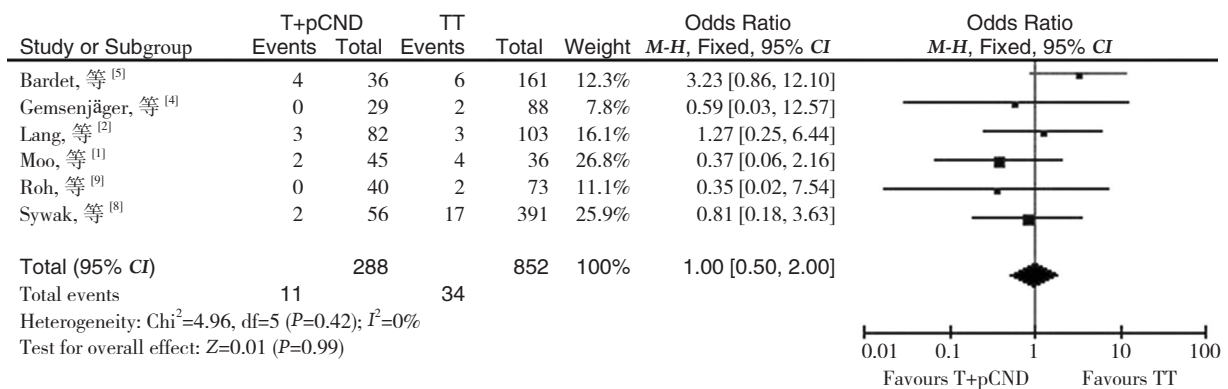 T+pCND TT Odds Ratio Odds Ratio
Study or Subgroup Events Total Events Total Weight M-H, Fixed, 95% CI M-H, Fixed, 95% CI
Bardet, 等 [5] 4 36 6 161 12.3% 3.23 [0.86, 12.10]
Gemsenjäger, 等 [4] 0 29 2 88 7.8% 0.59 [0.03, 12.57]
Lang, 等 [2] 3 82 3 103 16.1% 1.27 [0.25, 6.44]
Moo, 等 [1] 2 45 4 36 26.8% 0.37 [0.06, 2.16]
Roh, 等 [9] 0 40 2 73 11.1% 0.35 [0.02, 7.54]
Sywak, 等 [8] 2 56 17 391 25.9% 0.81 [0.18, 3.63]
Total (95% CI) 288 852 100% 1.00 [0.50, 2.00]
Total events 11 34
Heterogeneity: Chi²=4.96, df=5 (P=0.42); I²=0%
Test for overall effect: Z=0.01 (P=0.99)
0.01 0.1 1 10 100
Favours T+pCND Favours TT